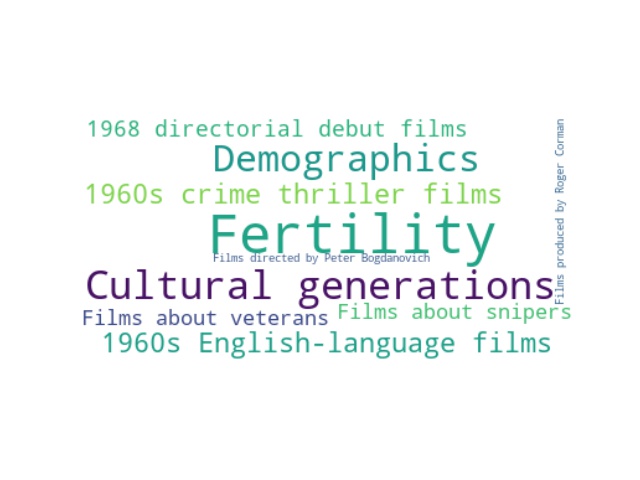 1968 directorial debut films
Demographics
1960s crime thriller films
Fertility
Films directed by Peter Bogdanovich
Cultural generations
Films about snipers
Films about veterans
1960s English-language films
Films produced by Roger Corman